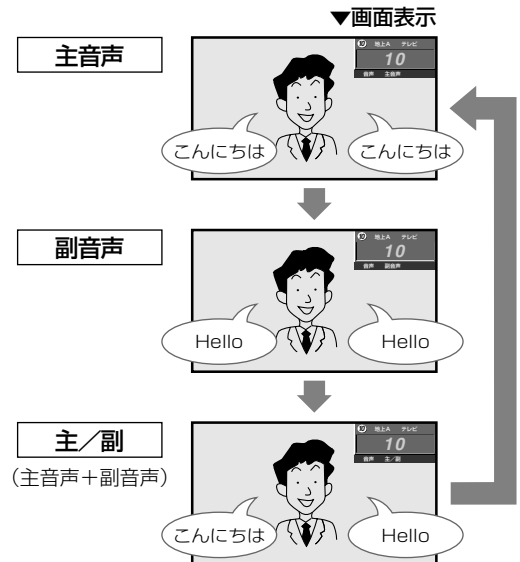 ▼画面表示
主音声
⑩ 地上A テレビ
10
音声 主音声
こんにちは こんにちは
副音声
⑩ 地上A テレビ
10
音声 副音声
Hello Hello
主/副
(主音声+副音声)
⑩ 地上A テレビ
10
音声 主/副
こんにちは Hello